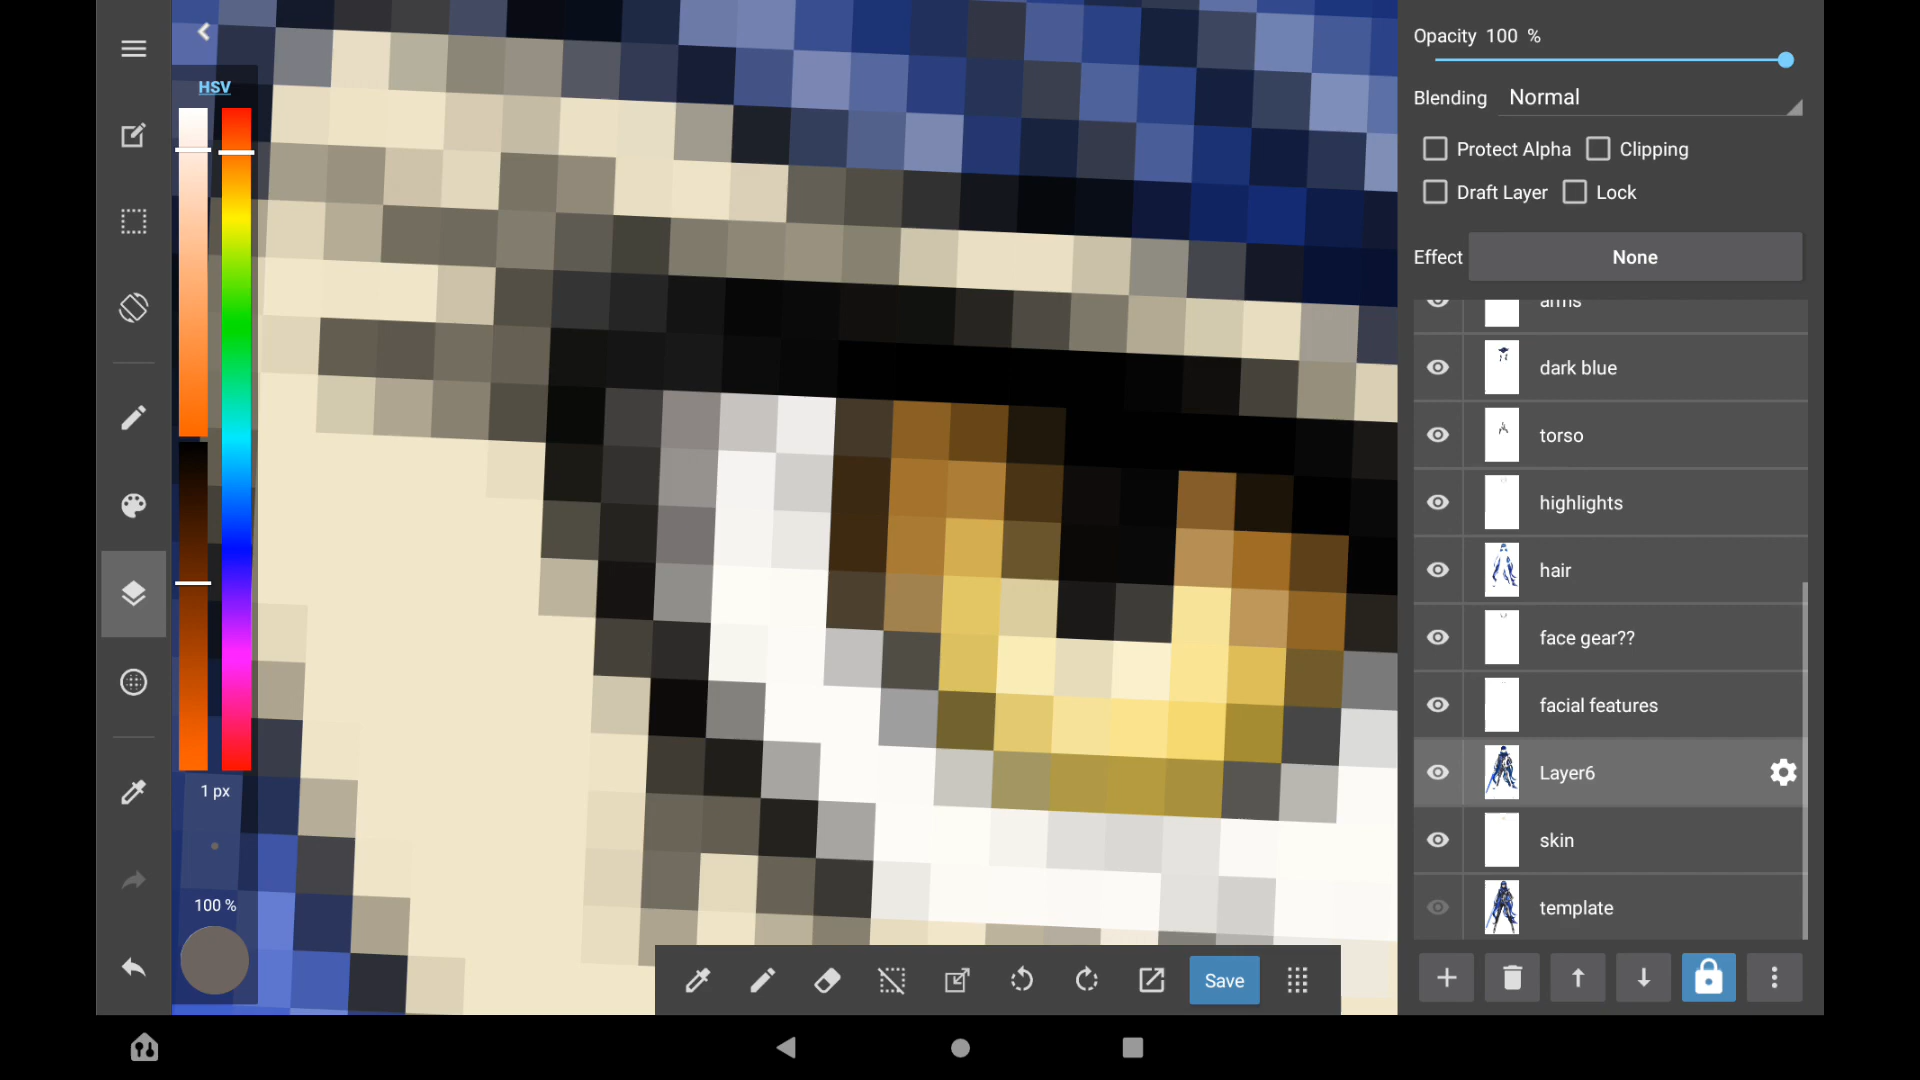 HSV
1 px
100 %
Save
Opacity 100 %
Blending Normal
Protect Alpha Clipping
Draft Layer Lock
Effect None
arms
dark blue
torso
highlights
hair
face gear??
facial features
Layer6
skin
template